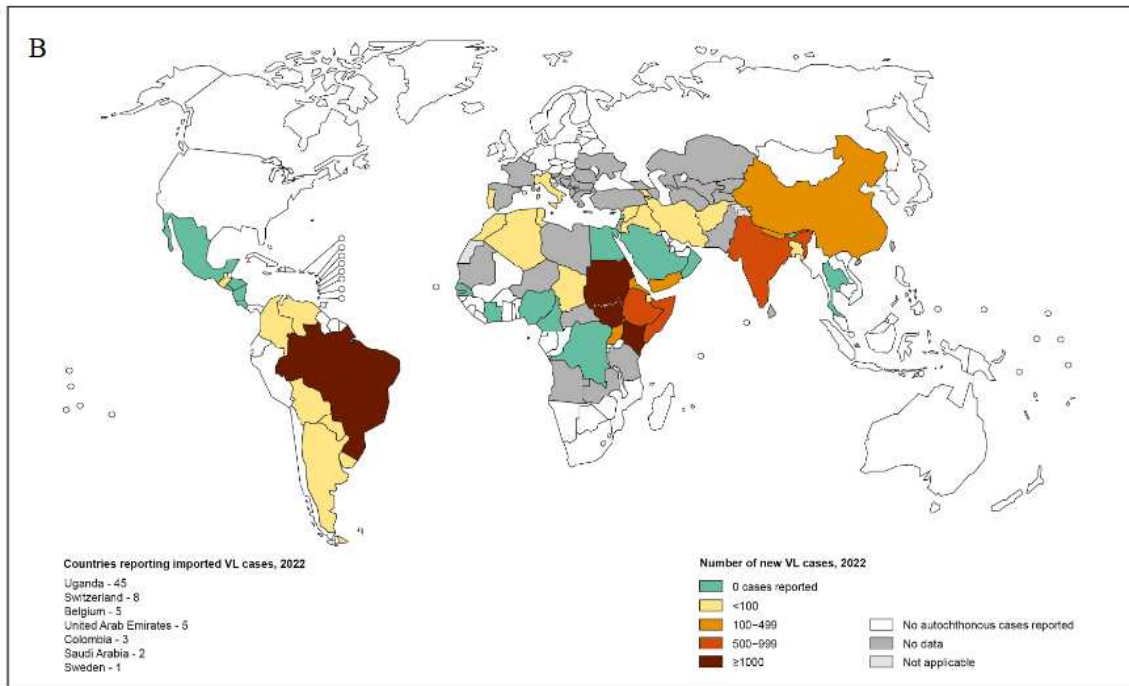 B
Countries reporting imported VL cases, 2022
Uganda - 45
Switzerland - 8
Belgium - 5
United Arab Emirates - 5
Colombia - 3
Saudi Arabia - 2
Sweden - 1
Number of new VL cases, 2022
0 cases reported
<100
100–499
500–999
≥1000
No autochthonous cases reported
No data
Not applicable